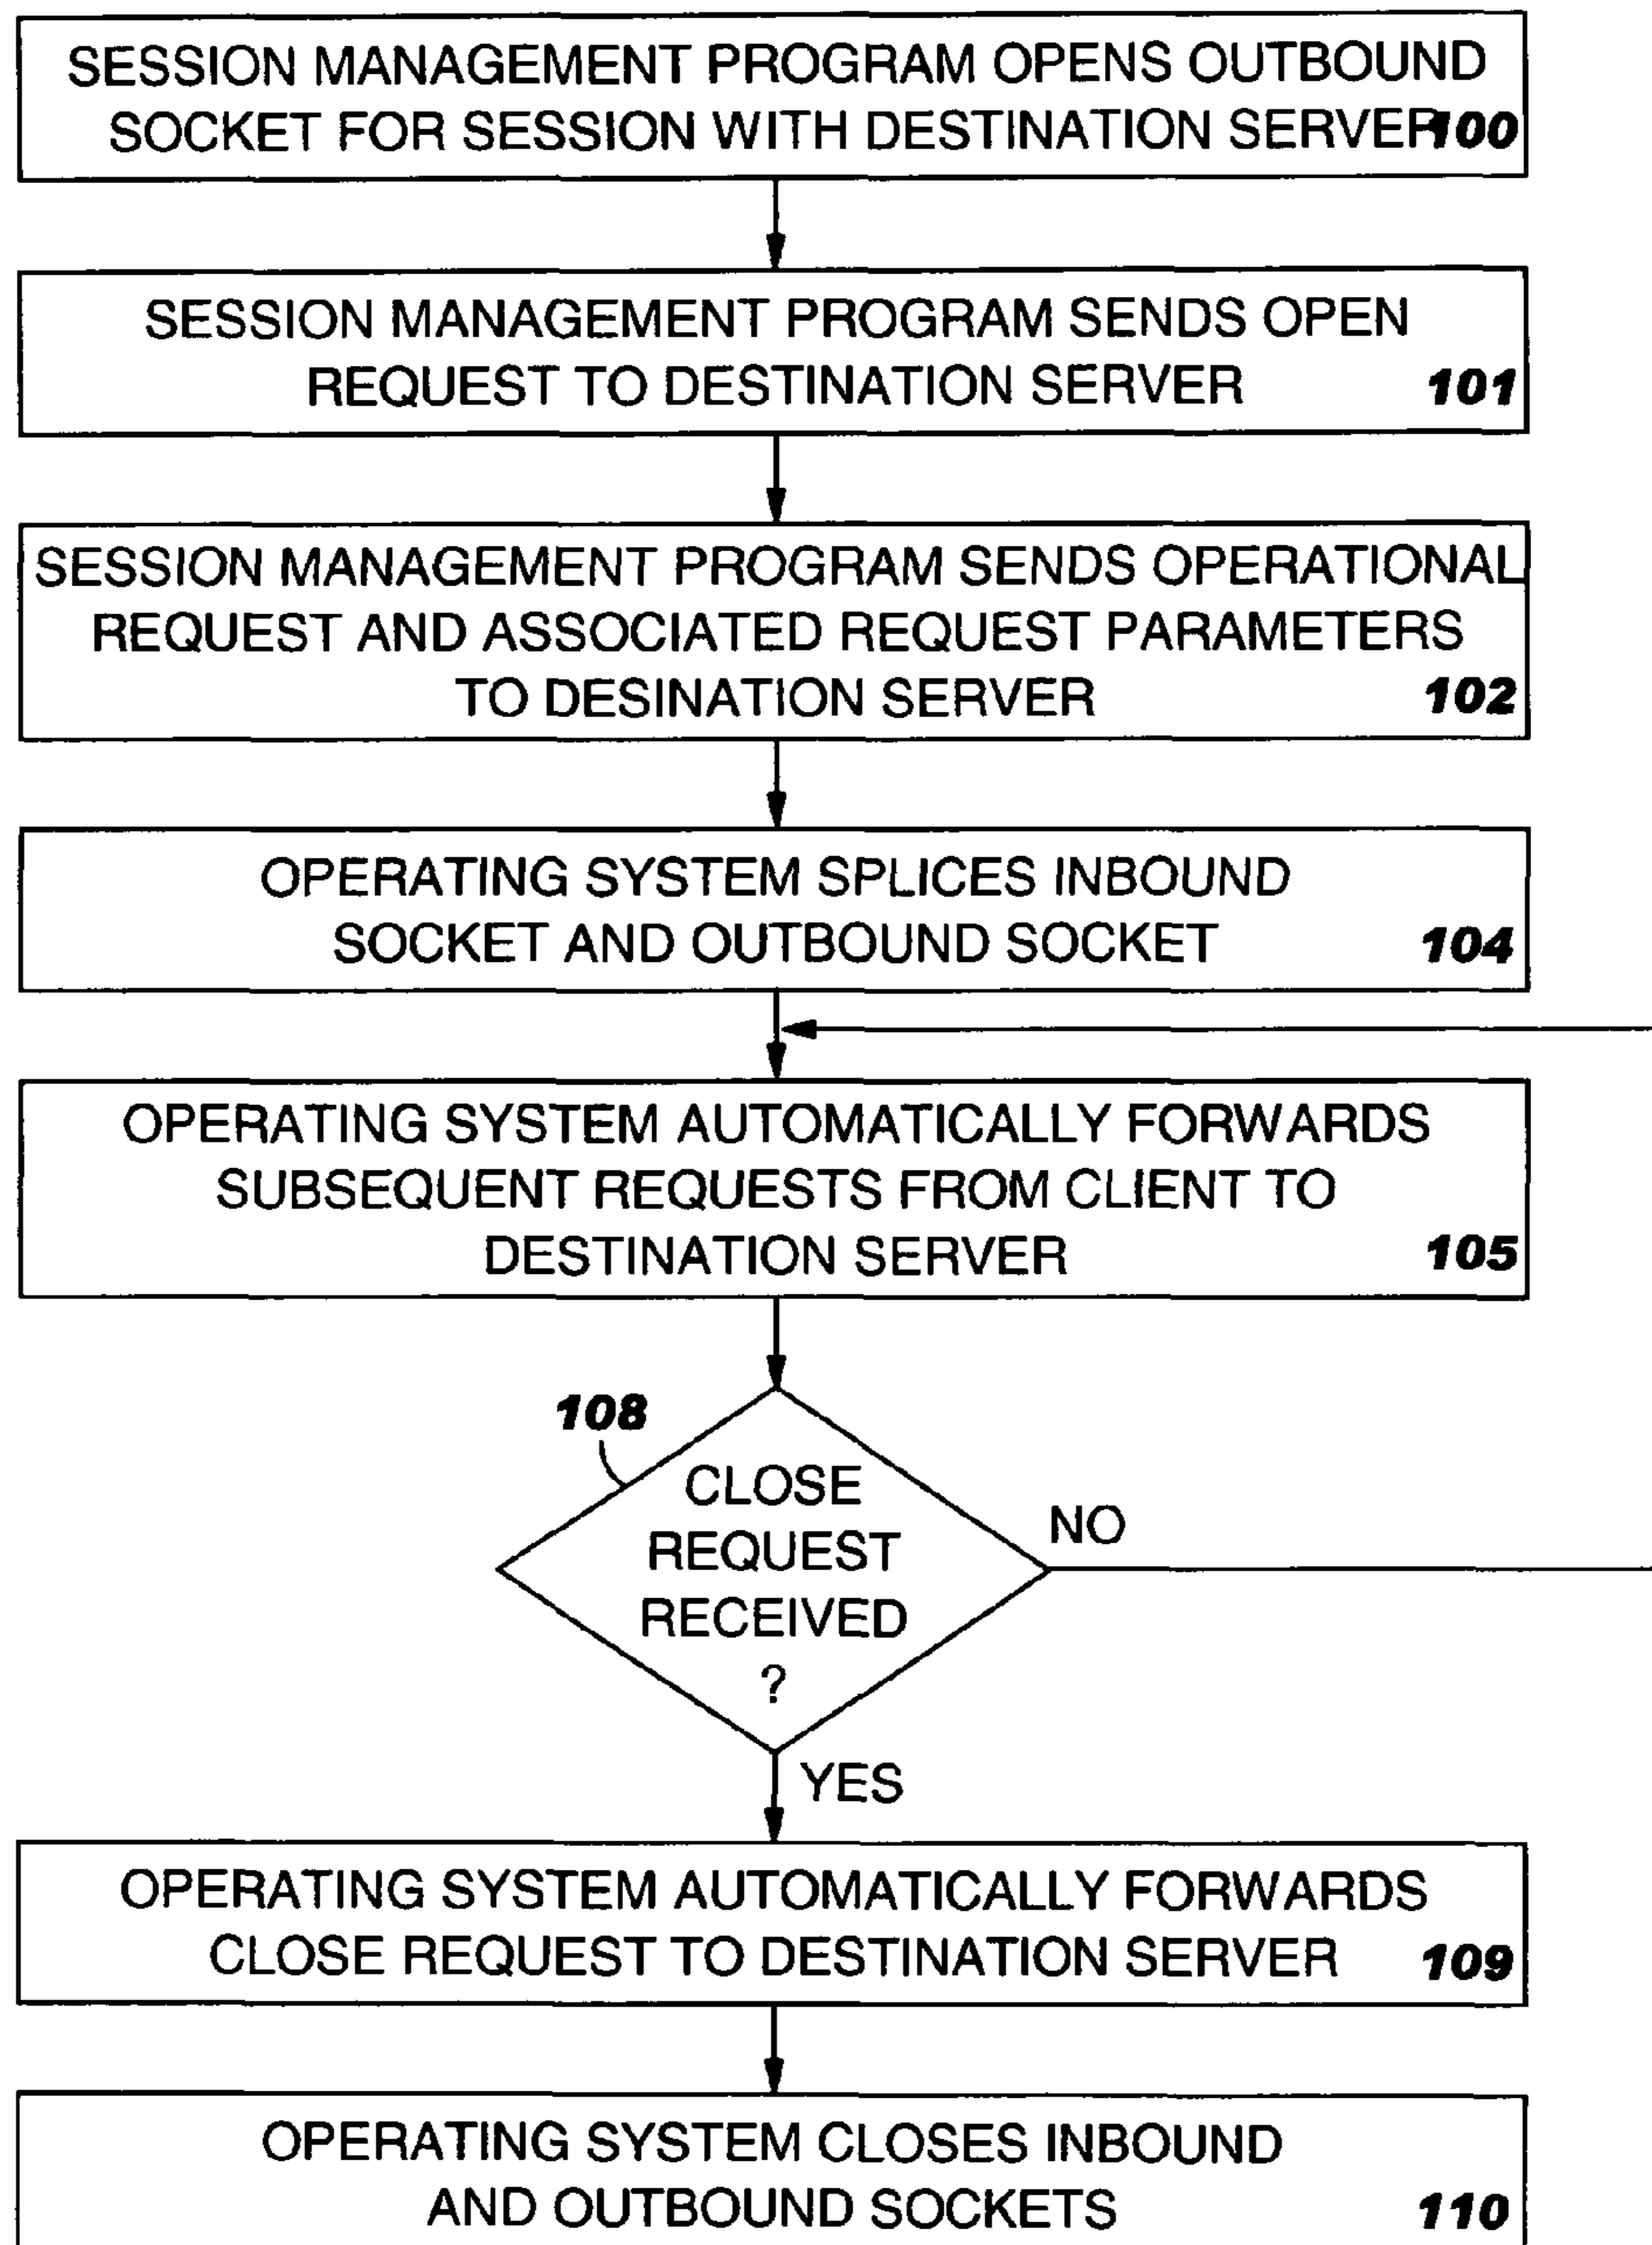 SESSION MANAGEMENT PROGRAM OPENS OUTBOUND
SOCKET FOR SESSION WITH DESTINATION SERVER 100
SESSION MANAGEMENT PROGRAM SENDS OPEN
REQUEST TO DESTINATION SERVER 101
SESSION MANAGEMENT PROGRAM SENDS OPERATIONAL
REQUEST AND ASSOCIATED REQUEST PARAMETERS
TO DESINATION SERVER 102
OPERATING SYSTEM SPLICES INBOUND
SOCKET AND OUTBOUND SOCKET 104
OPERATING SYSTEM AUTOMATICALLY FORWARDS
SUBSEQUENT REQUESTS FROM CLIENT TO
DESTINATION SERVER 105
108
CLOSE
REQUEST
RECEIVED
?
NO
YES
OPERATING SYSTEM AUTOMATICALLY FORWARDS
CLOSE REQUEST TO DESTINATION SERVER 109
OPERATING SYSTEM CLOSES INBOUND
AND OUTBOUND SOCKETS 110